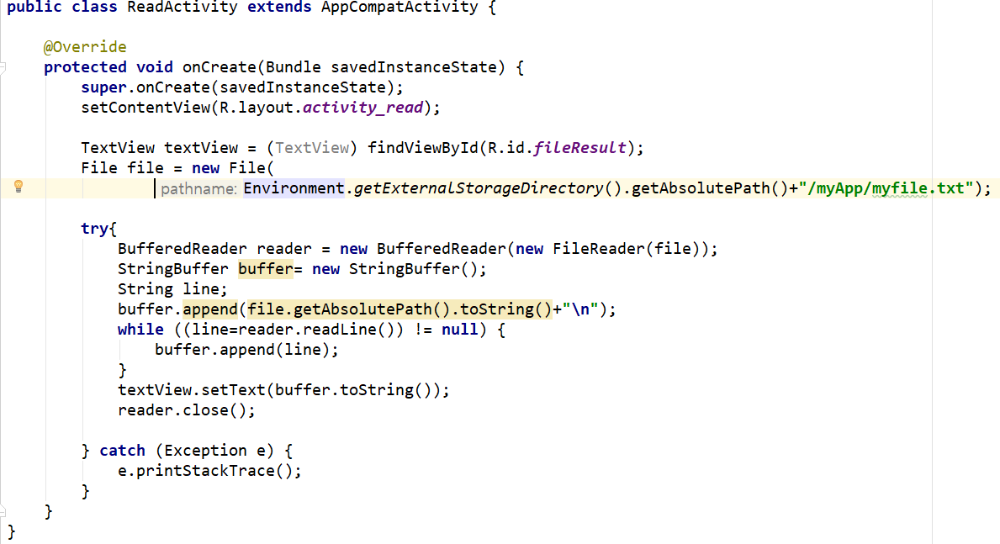 public class ReadActivity extends AppCompatActivity {
@Override
protected void onCreate(Bundle savedInstanceState) {
super.onCreate(savedInstanceState);
setContentView(R.layout.activity_read);
TextView textView = (TextView) findViewById(R.id.fileResult);
File file = new File(
pathname: Environment.getExternalStorageDirectory().getAbsolutePath()+"/myApp/myfile.txt");
try{
BufferedReader reader = new BufferedReader(new FileReader(file));
StringBuffer buffer= new StringBuffer();
String line;
buffer.append(file.getAbsolutePath().toString()+"\n");
while ((line=reader.readLine()) != null) {
buffer.append(line);
}
textView.setText(buffer.toString());
reader.close();
} catch (Exception e) {
e.printStackTrace();
}
}
}